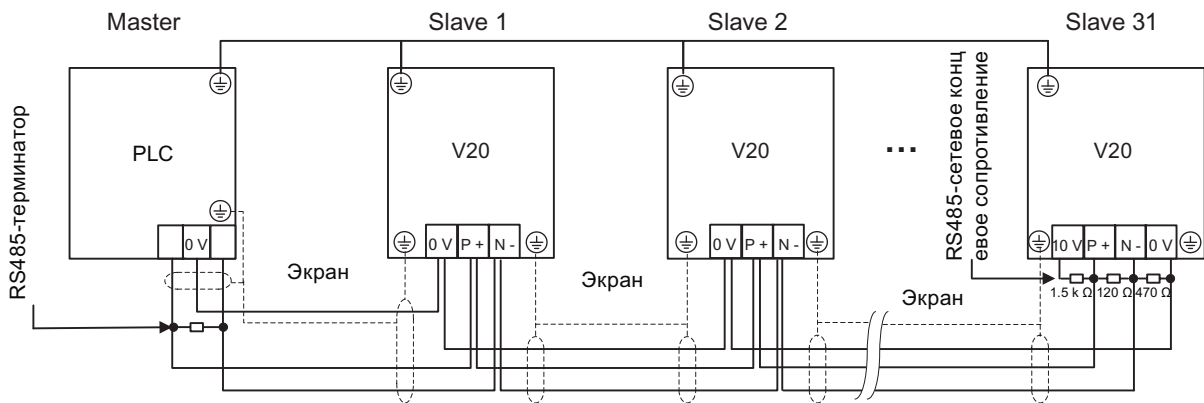 Master
Slave 1
Slave 2
Slave 31
PLC
V20
V20
...
V20
RS485-терминатор
RS485-сетевое конц
евое сопротивление
0 V
0 V P + N -
0 V P + N -
10 V P + N - 0 V
1.5 k Ω 120 Ω 470 Ω
Экран
Экран
Экран